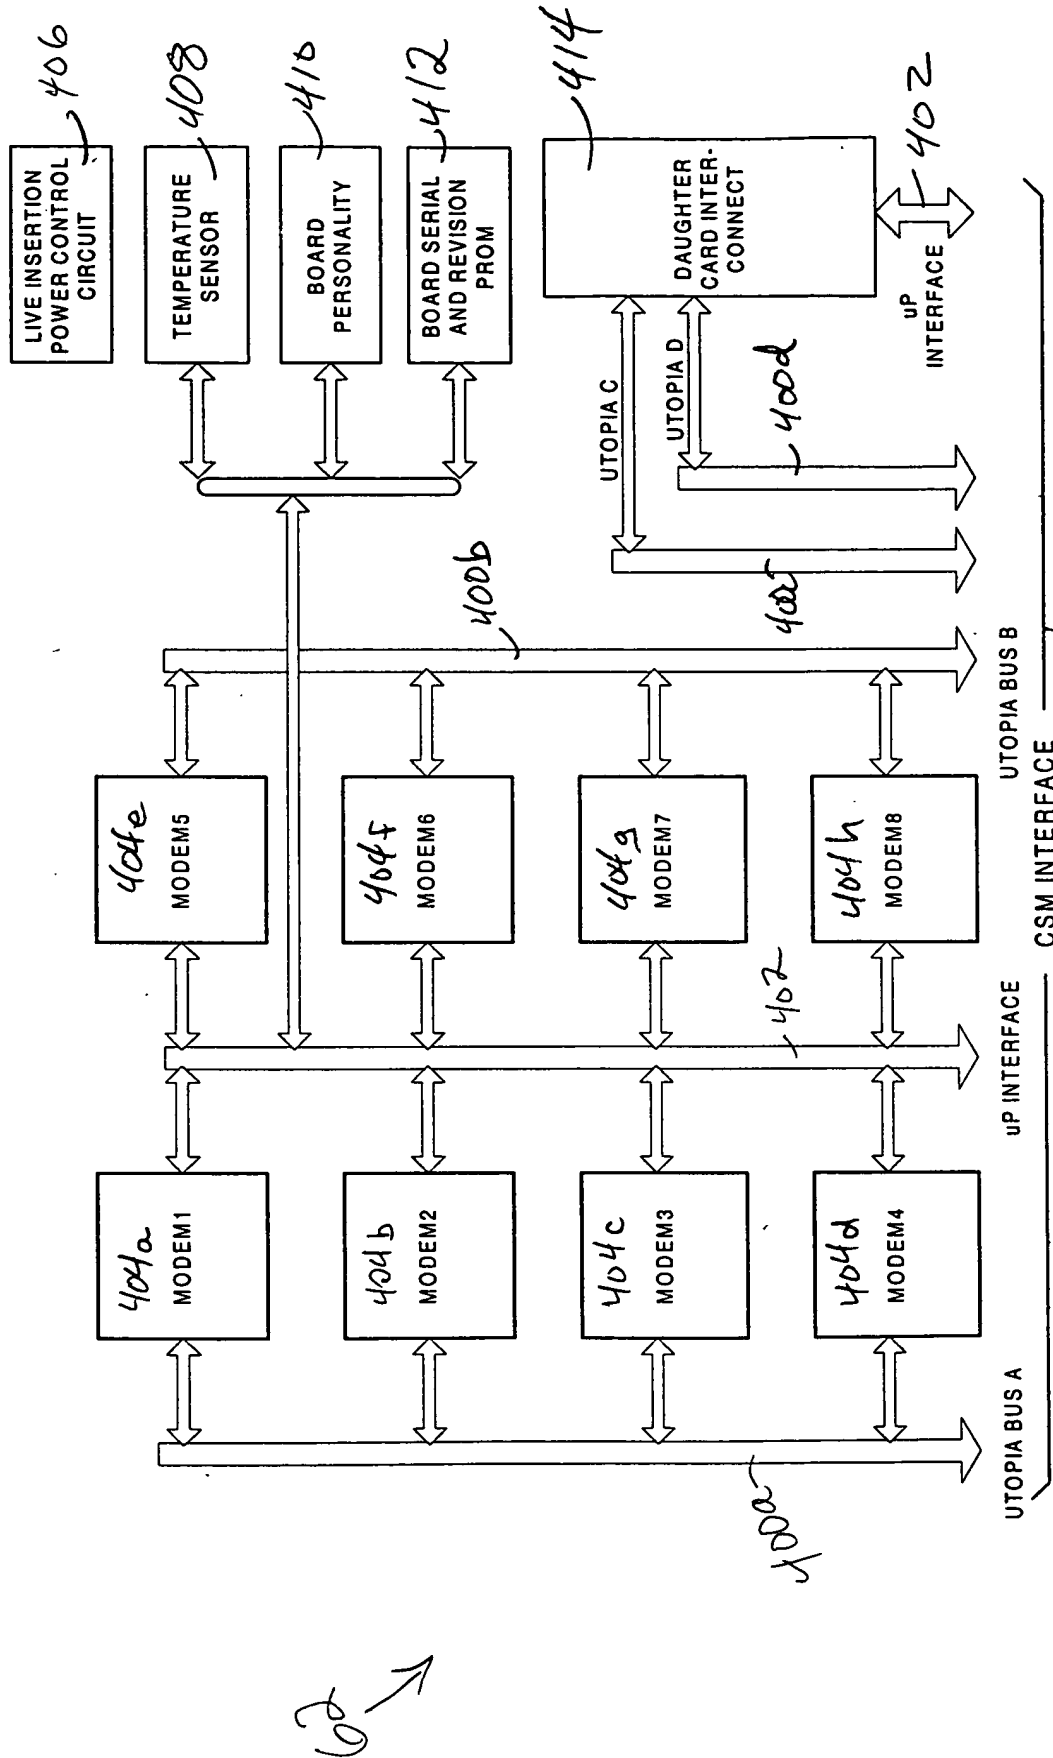 LIVE INSERTION
POWER CONTROL
CIRCUIT
406
TEMPERATURE
SENSOR
408
BOARD
PERSONALITY
410
BOARD SERIAL
AND REVISION
PROM
412
414
DAUGHTER
CARD INTER-
CONNECT
UTOPIA C
UTOPIA D
400d
uP
INTERFACE
402
400b
404e
MODEM5
404f
MODEM6
404g
MODEM7
404h
MODEM8
402
404a
MODEM1
404b
MODEM2
404c
MODEM3
404d
MODEM4
400a
UTOPIA BUS A
uP INTERFACE
UTOPIA BUS B
CSM INTERFACE
62